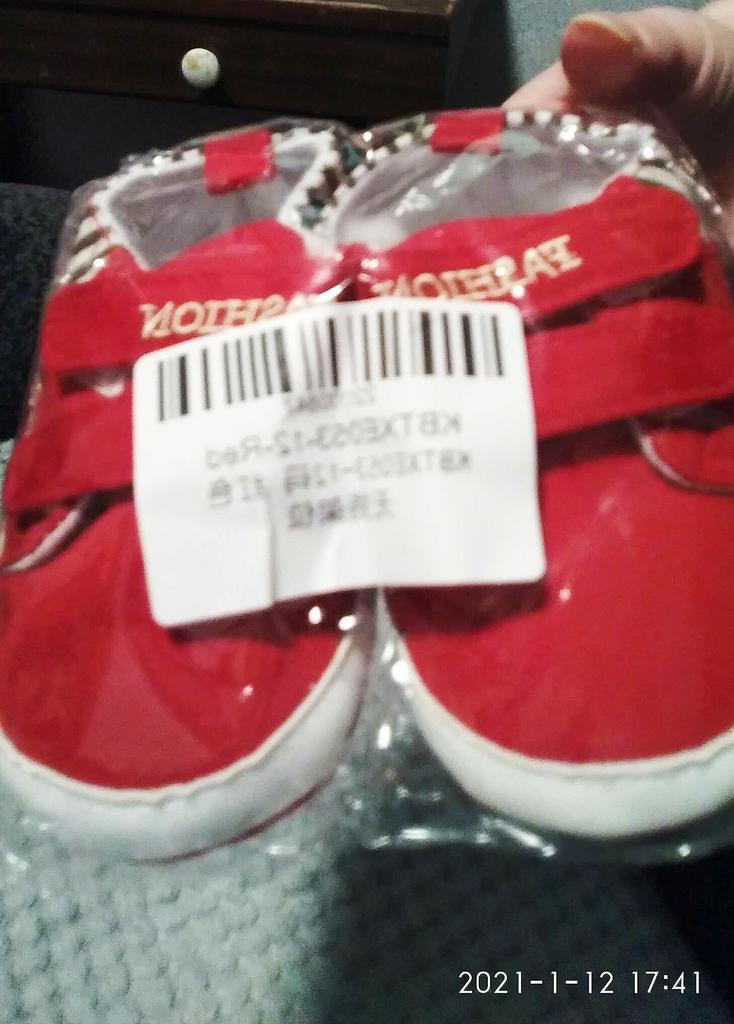 FASHION
FASHION
KBTXE053-12-Red
KBTXE053-12码 红色
2021-1-12 17:41